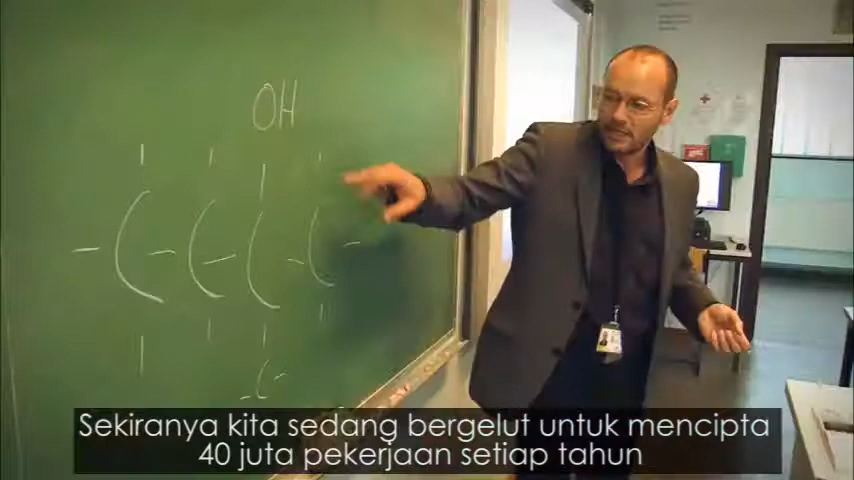 OH
C C C C
C
Sekiranya kita sedang bergelut untuk mencipta
40 juta pekerjaan setiap tahun